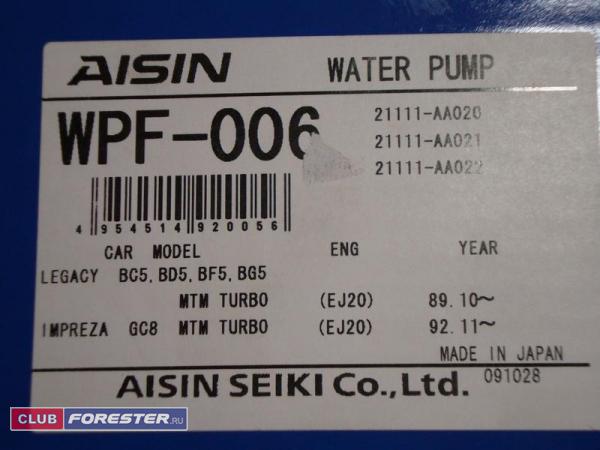 AISIN WATER PUMP
WPF-006 21111-AA020
21111-AA021
21111-AA022
4 954514 920056
CAR MODEL ENG YEAR
LEGACY BC5, BD5, BF5, BG5
MTM TURBO (EJ20) 89.10~
IMPREZA GC8 MTM TURBO (EJ20) 92.11~
MADE IN JAPAN
AISIN SEIKI Co.,Ltd. 091028
CLUB FORESTER.RU